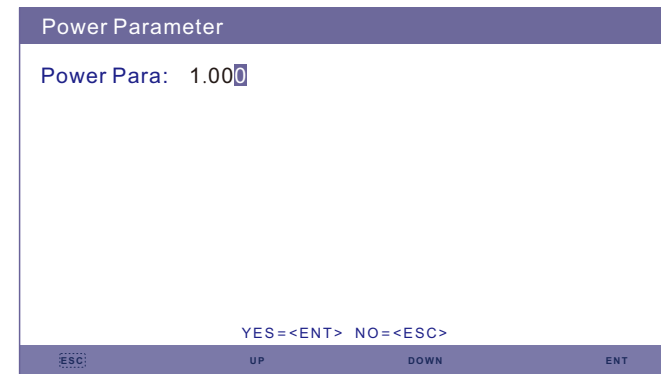 Power Parameter
Power Para: 1.000
YES=<ENT> NO=<ESC>
ESC UP DOWN ENT